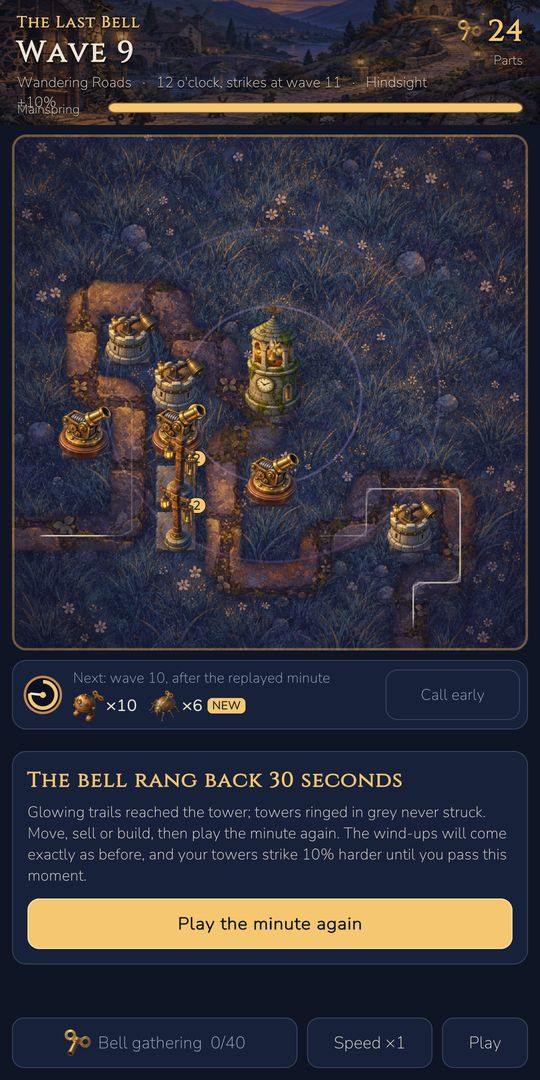 The Last Bell
Wave 9
24
Parts
Wandering Roads · 12 o'clock, strikes at wave 11 · Hindsight
+10%
Mainspring
2
2
Next: wave 10, after the replayed minute
×10 ×6 NEW
Call early
The bell rang back 30 seconds
Glowing trails reached the tower; towers ringed in grey never struck.
Move, sell or build, then play the minute again. The wind-ups will come
exactly as before, and your towers strike 10% harder until you pass this
moment.
Play the minute again
Bell gathering 0/40
Speed ×1
Play